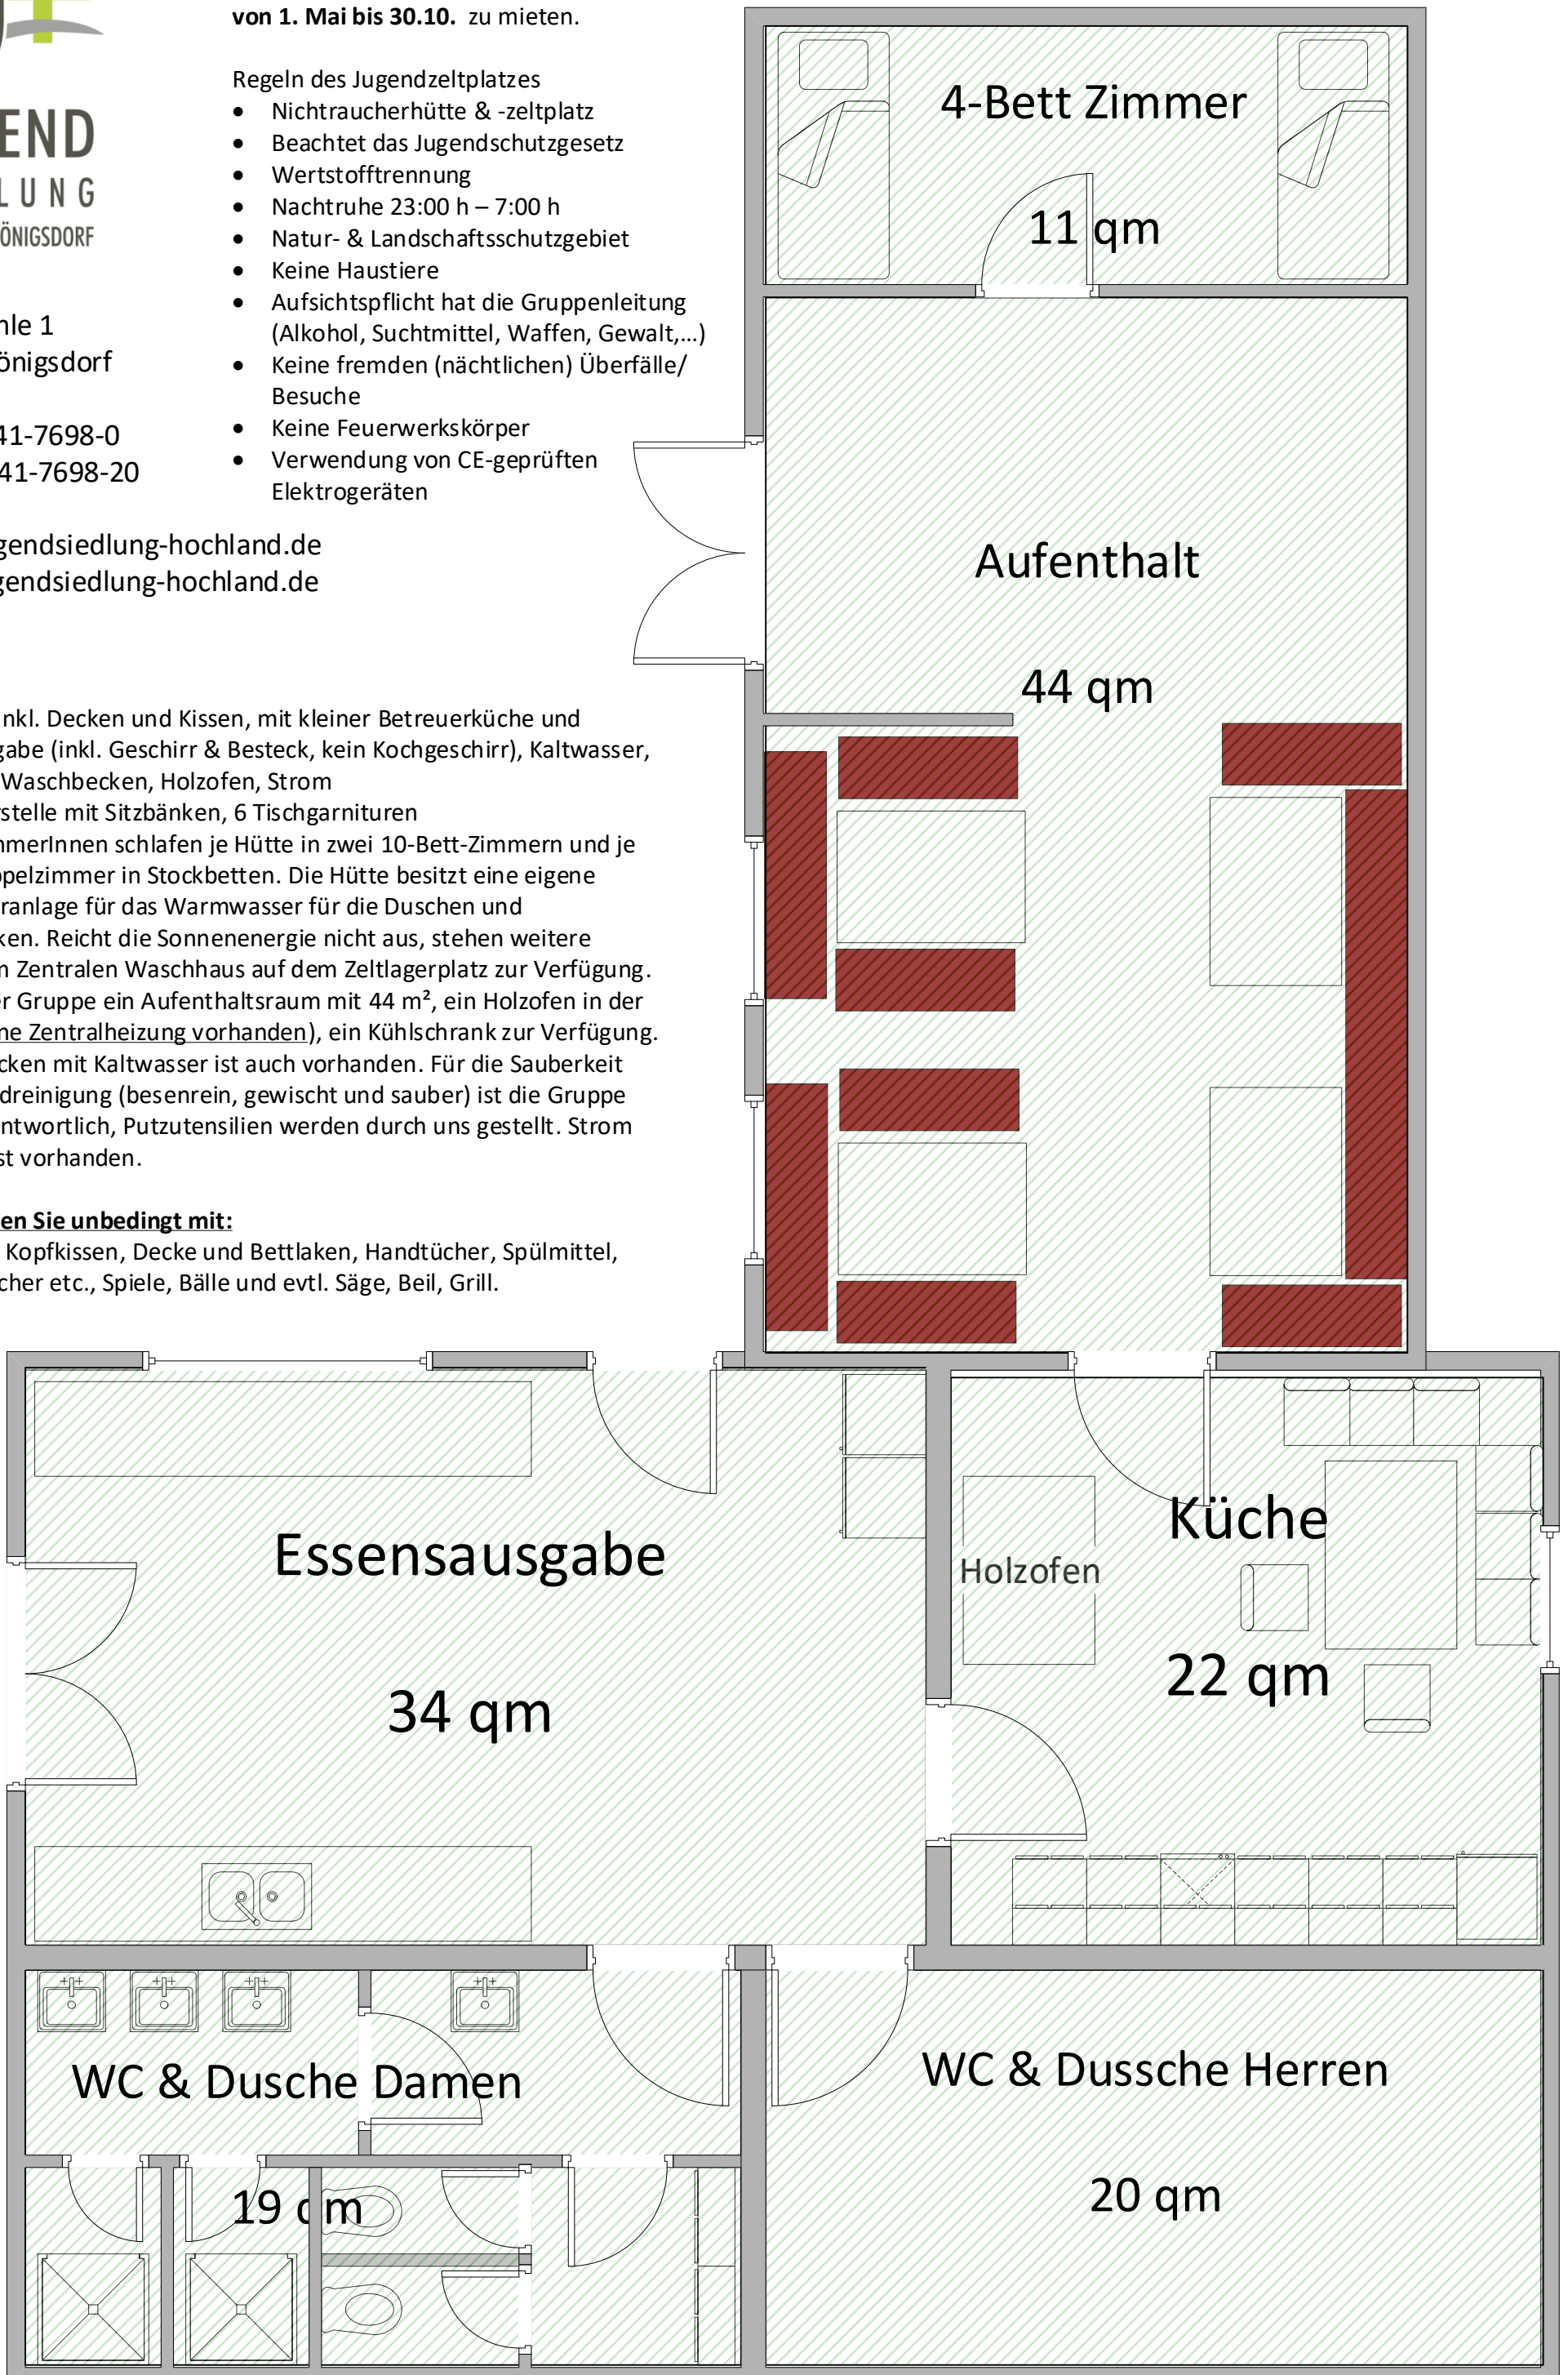 von 1. Mai bis 30.10. zu mieten.
Regeln des Jugendzeltplatzes
• Nichtraucherhütte & -zeltplatz
• Beachtet das Jugendschutzgesetz
• Wertstofftrennung
• Nachtruhe 23:00 h – 7:00 h
• Natur- & Landschaftsschutzgebiet
• Keine Haustiere
• Aufsichtspflicht hat die Gruppenleitung
(Alkohol, Suchtmittel, Waffen, Gewalt,...)
• Keine fremden (nächtlichen) Überfälle/
Besuche
• Keine Feuerwerkskörper
• Verwendung von CE-geprüften
Elektrogeräten
END
LUNG
ÖNIGSDORF
hle 1
önigsdorf
41-7698-0
41-7698-20
gendsiedlung-hochland.de
gendsiedlung-hochland.de
nkl. Decken und Kissen, mit kleiner Betreuerküche und
gabe (inkl. Geschirr & Besteck, kein Kochgeschirr), Kaltwasser,
Waschbecken, Holzofen, Strom
rstelle mit Sitzbänken, 6 Tischgarnituren
mmerInnen schlafen je Hütte in zwei 10-Bett-Zimmern und je
ppelzimmer in Stockbetten. Die Hütte besitzt eine eigene
ranlage für das Warmwasser für die Duschen und
ken. Reicht die Sonnenenergie nicht aus, stehen weitere
m Zentralen Waschhaus auf dem Zeltlagerplatz zur Verfügung.
er Gruppe ein Aufenthaltsraum mit 44 m², ein Holzofen in der
ne Zentralheizung vorhanden), ein Kühlschrank zur Verfügung.
cken mit Kaltwasser ist auch vorhanden. Für die Sauberkeit
dreinigung (besenrein, gewischt und sauber) ist die Gruppe
ntwortlich, Putzutensilien werden durch uns gestellt. Strom
st vorhanden.
en Sie unbedingt mit:
Kopfkissen, Decke und Bettlaken, Handtücher, Spülmittel,
cher etc., Spiele, Bälle und evtl. Säge, Beil, Grill.
4-Bett Zimmer
11 qm
Aufenthalt
44 qm
Essensausgabe
34 qm
Küche
Holzofen
22 qm
WC & Dusche Damen
19 qm
WC & Dussche Herren
20 qm